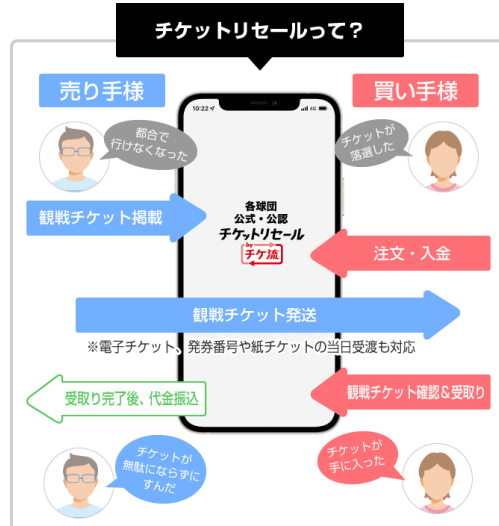 チケットリセールって？
売り手様
買い手様
10:22
4G
都合で
行けなくなった
チケットが
落選した
各球団
公式・公認
チケットリセール
by
チケ流
観戦チケット掲載
注文・入金
観戦チケット発送
※電子チケット、発券番号や紙チケットの当日受渡も対応
受取り完了後、代金振込
観戦チケット確認＆受取り
チケットが
無駄にならずに
すんだ
チケットが
手に入った